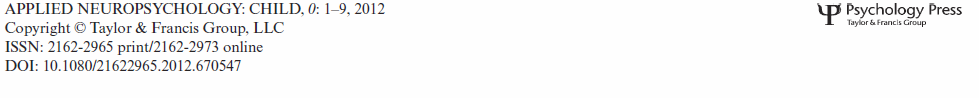 APPLIED NEUROPSYCHOLOGY: CHILD, 0: 1–9, 2012
Copyright © Taylor & Francis Group, LLC
ISSN: 2162-2965 print/2162-2973 online
DOI: 10.1080/21622965.2012.670547
Psychology Press
Taylor & Francis Group